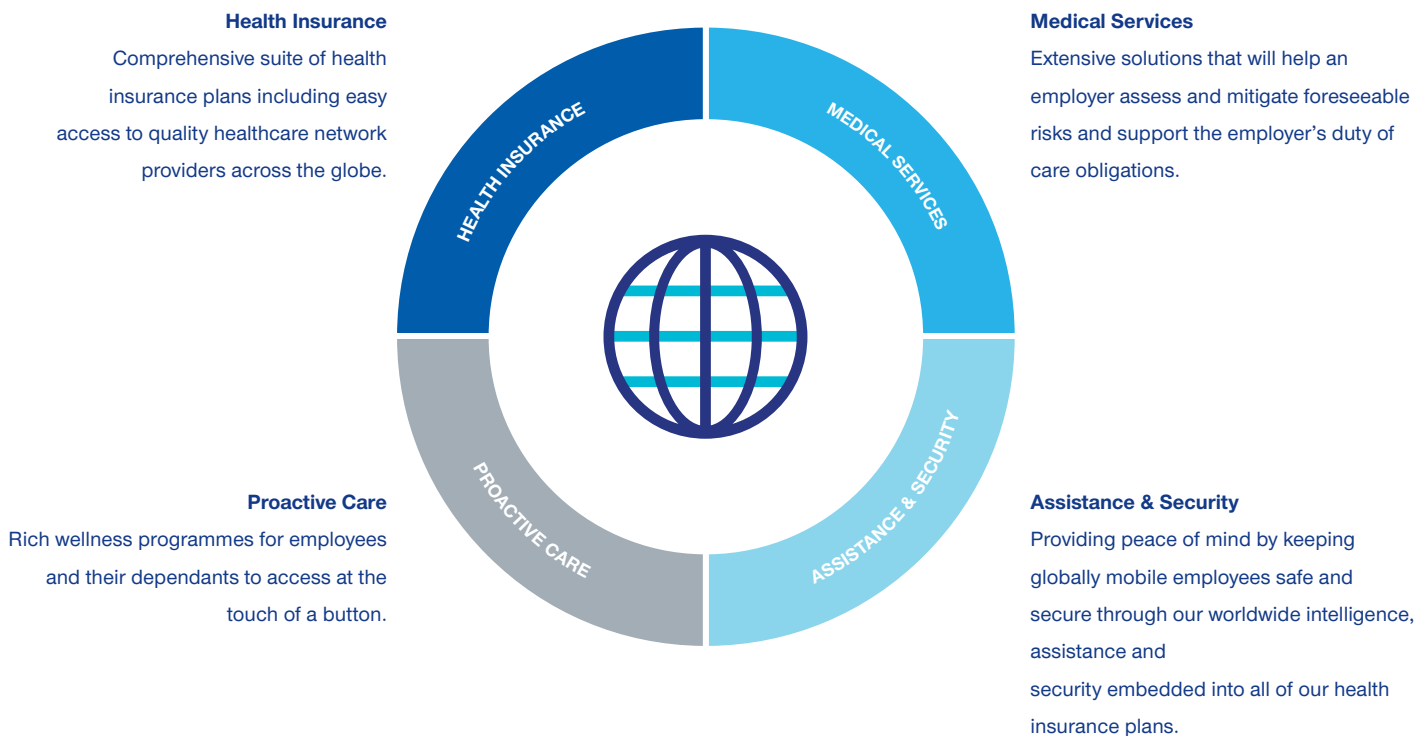 Health Insurance
Comprehensive suite of health
insurance plans including easy
access to quality healthcare network
providers across the globe.
Medical Services
Extensive solutions that will help an
employer assess and mitigate foreseeable
risks and support the employer’s duty of
care obligations.
HEALTH INSURANCE
MEDICAL SERVICES
PROACTIVE CARE
ASSISTANCE & SECURITY
Proactive Care
Rich wellness programmes for employees
and their dependants to access at the
touch of a button.
Assistance & Security
Providing peace of mind by keeping
globally mobile employees safe and
secure through our worldwide intelligence,
assistance and
security embedded into all of our health
insurance plans.